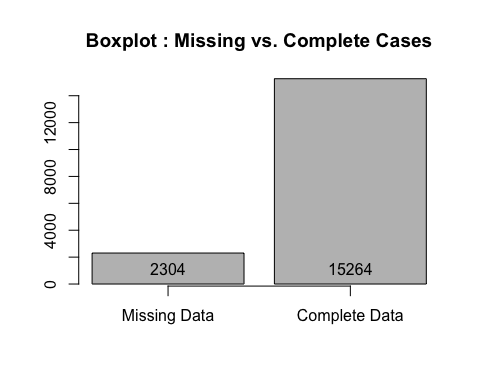 Boxplot : Missing vs. Complete Cases
12000
8000
4000
0
2304
15264
Missing Data
Complete Data